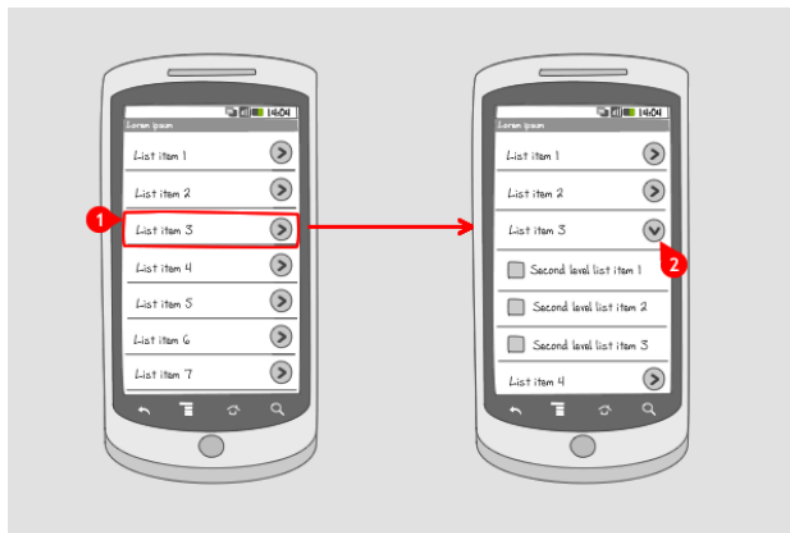 14:04
Lorem ipsum
List item 1
List item 2
1
List item 3
List item 4
List item 5
List item 6
List item 7
14:04
Lorem ipsum
List item 1
List item 2
List item 3
2
Second level list item 1
Second level list item 2
Second level list item 3
List item 4